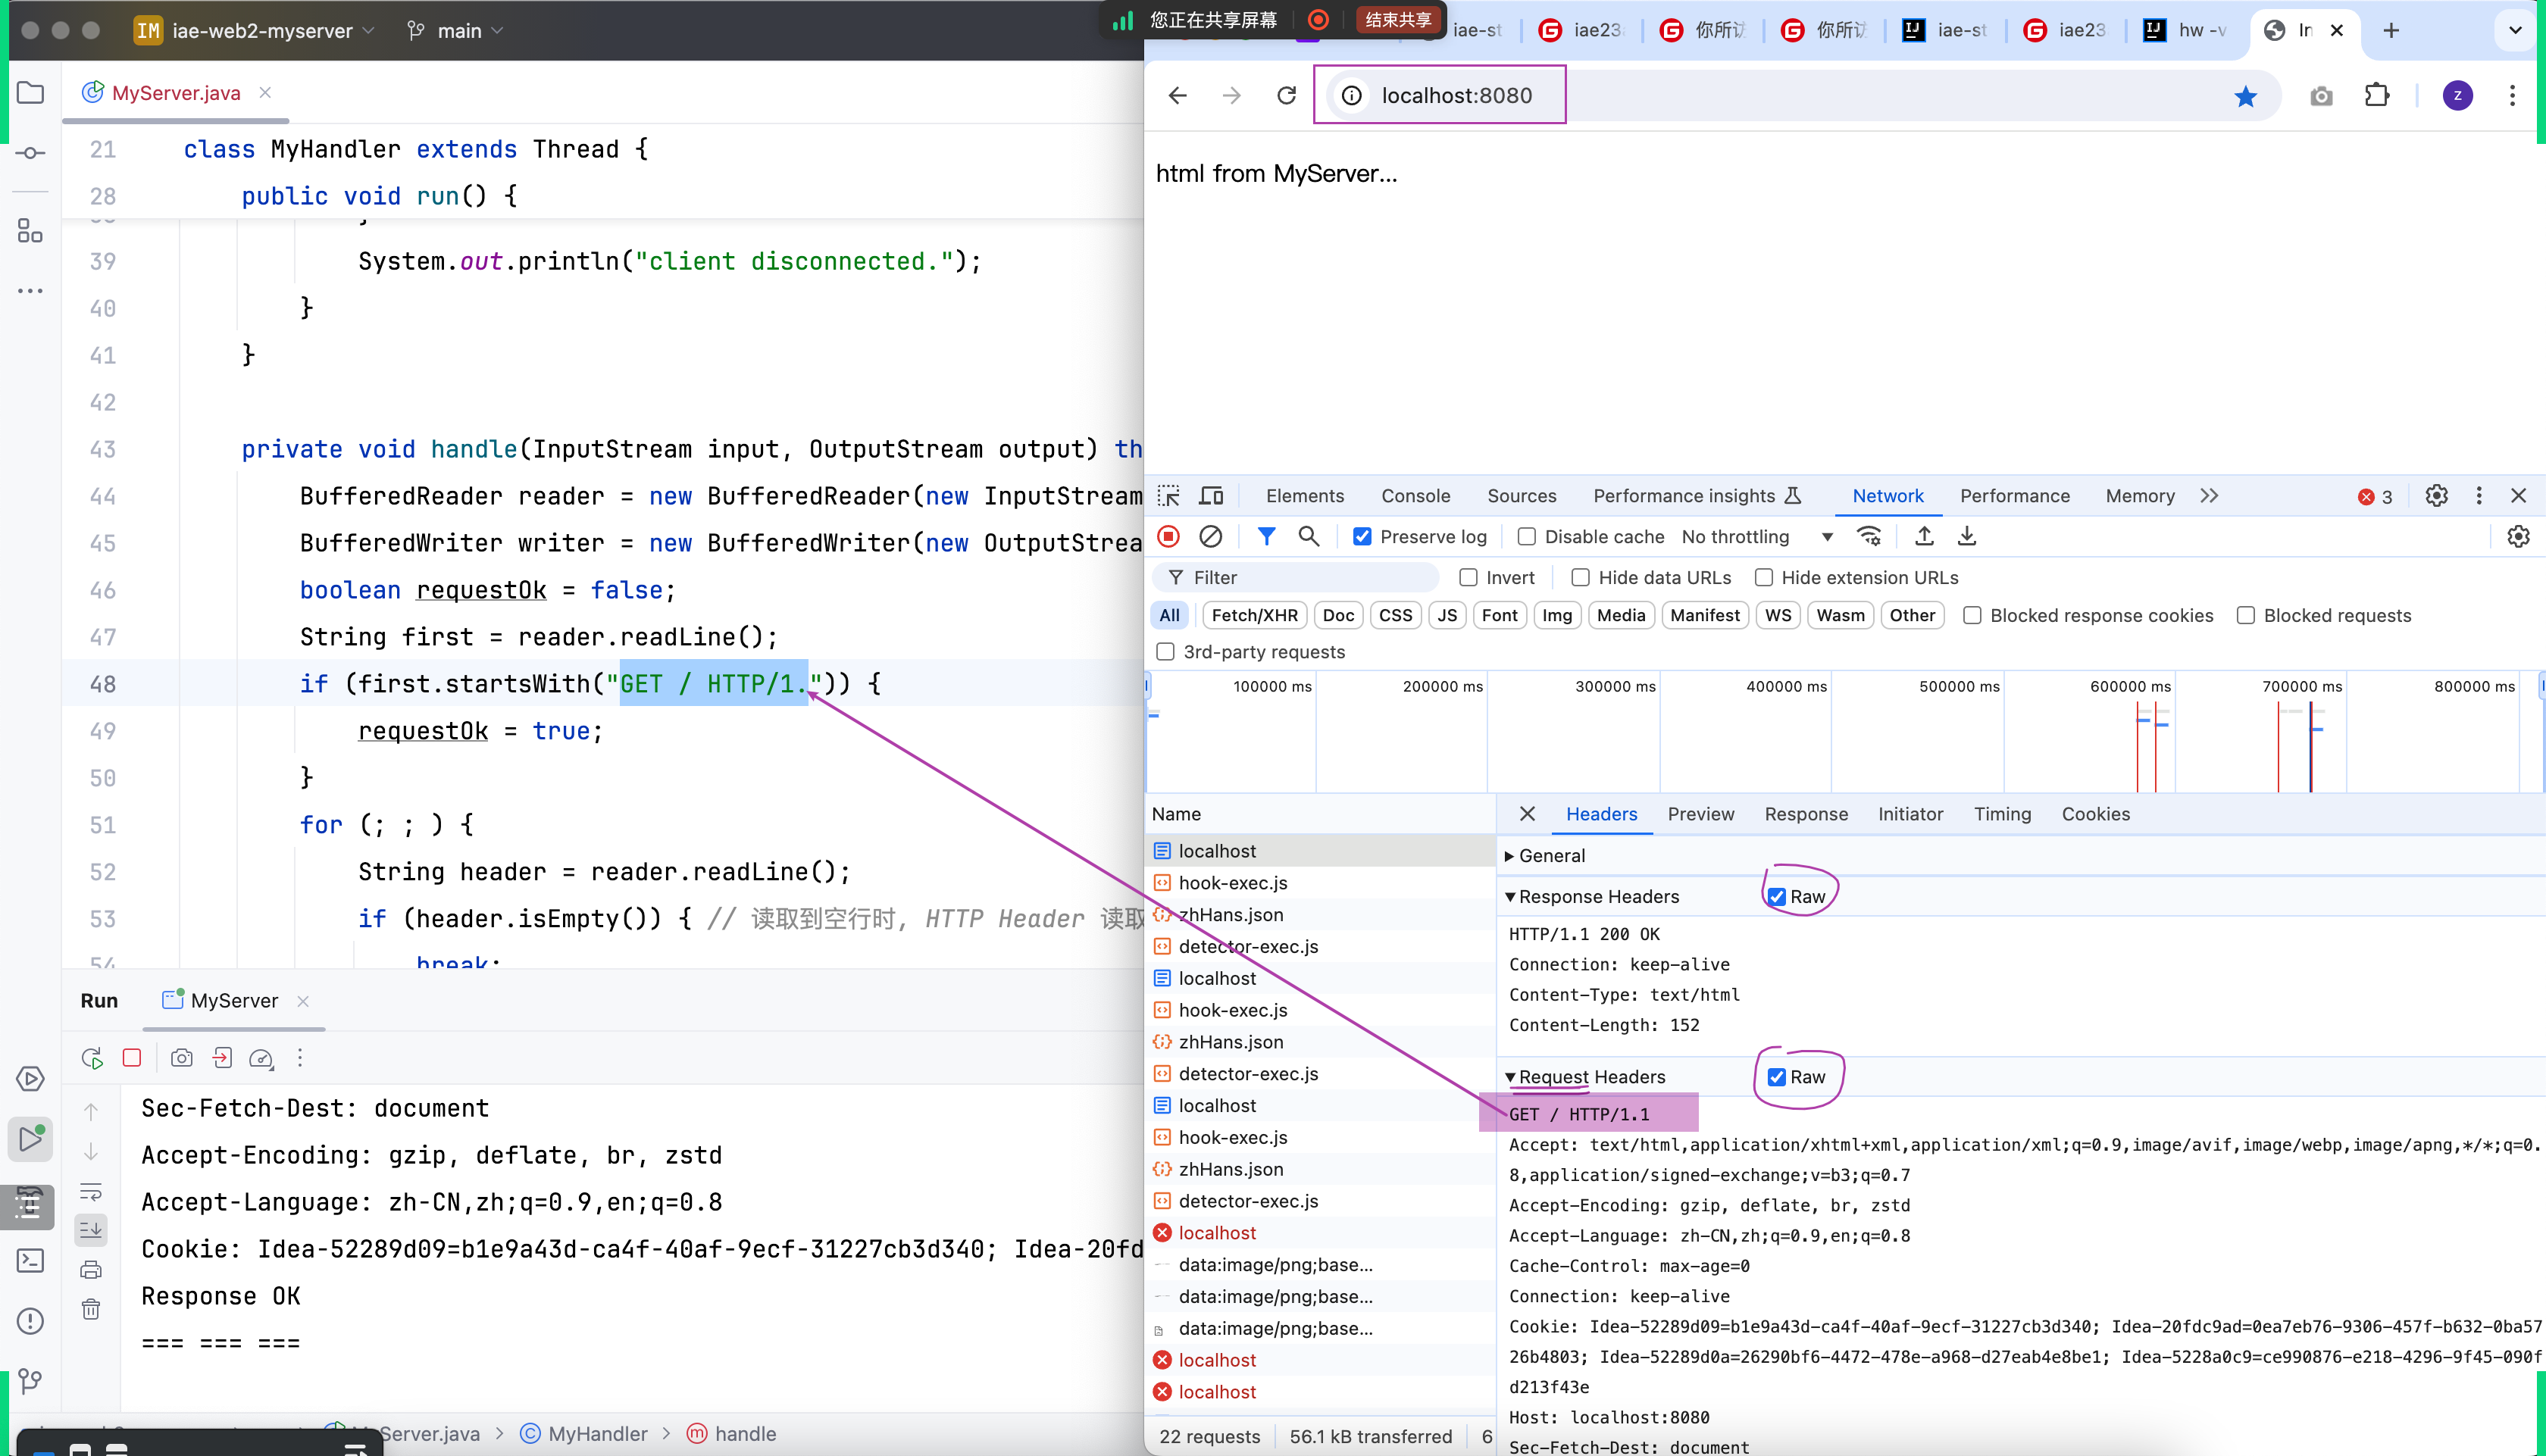 IM iae-web2-myserver main
您正在共享屏幕 结束共享
iae-st iae23 你所访 你所访 iae-st iae23 hw -v In
MyServer.java
21 class MyHandler extends Thread {
28 public void run() {
39 System.out.println("client disconnected.");
40 }
41 }
42
43 private void handle(InputStream input, OutputStream output) th
44 BufferedReader reader = new BufferedReader(new InputStream
45 BufferedWriter writer = new BufferedWriter(new OutputStrea
46 boolean requestOk = false;
47 String first = reader.readLine();
48 if (first.startsWith("GET / HTTP/1.")) {
49 requestOk = true;
50 }
51 for (; ; ) {
52 String header = reader.readLine();
53 if (header.isEmpty()) { // 读取到空行时, HTTP Header 读取
54 break;
Run MyServer
Sec-Fetch-Dest: document
Accept-Encoding: gzip, deflate, br, zstd
Accept-Language: zh-CN,zh;q=0.9,en;q=0.8
Cookie: Idea-52289d09=b1e9a43d-ca4f-40af-9ecf-31227cb3d340; Idea-20fd
Response OK
=== === ===
Server.java > MyHandler > handle
localhost:8080
z
html from MyServer...
Elements Console Sources Performance insights Network Performance Memory 3
Preserve log Disable cache No throttling
Filter Invert Hide data URLs Hide extension URLs
All Fetch/XHR Doc CSS JS Font Img Media Manifest WS Wasm Other Blocked response cookies Blocked requests
3rd-party requests
100000 ms 200000 ms 300000 ms 400000 ms 500000 ms 600000 ms 700000 ms 800000 ms
Name
localhost
hook-exec.js
zhHans.json
detector-exec.js
localhost
hook-exec.js
zhHans.json
detector-exec.js
localhost
hook-exec.js
zhHans.json
detector-exec.js
localhost
data:image/png;base...
data:image/png;base...
data:image/png;base...
localhost
localhost
22 requests 56.1 kB transferred 6
Headers Preview Response Initiator Timing Cookies
General
Response Headers Raw
HTTP/1.1 200 OK
Connection: keep-alive
Content-Type: text/html
Content-Length: 152
Request Headers Raw
GET / HTTP/1.1
Accept: text/html,application/xhtml+xml,application/xml;q=0.9,image/avif,image/webp,image/apng,*/*;q=0.
8,application/signed-exchange;v=b3;q=0.7
Accept-Encoding: gzip, deflate, br, zstd
Accept-Language: zh-CN,zh;q=0.9,en;q=0.8
Cache-Control: max-age=0
Connection: keep-alive
Cookie: Idea-52289d09=b1e9a43d-ca4f-40af-9ecf-31227cb3d340; Idea-20fdc9ad=0ea7eb76-9306-457f-b632-0ba57
26b4803; Idea-52289d0a=26290bf6-4472-478e-a968-d27eab4e8be1; Idea-5228a0c9=ce990876-e218-4296-9f45-090f
d213f43e
Host: localhost:8080
Sec-Fetch-Dest: document